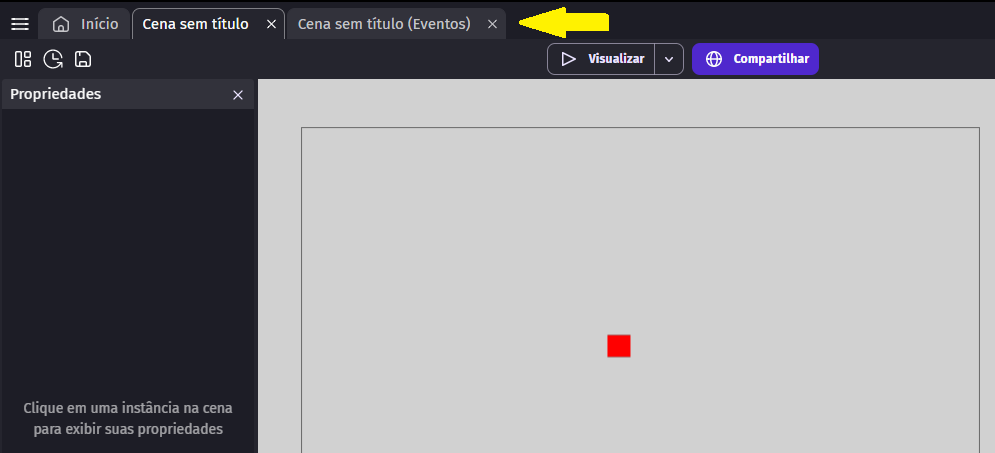 Início
Cena sem título
Cena sem título (Eventos)
Visualizar
Compartilhar
Propriedades
Clique em uma instância na cena
para exibir suas propriedades